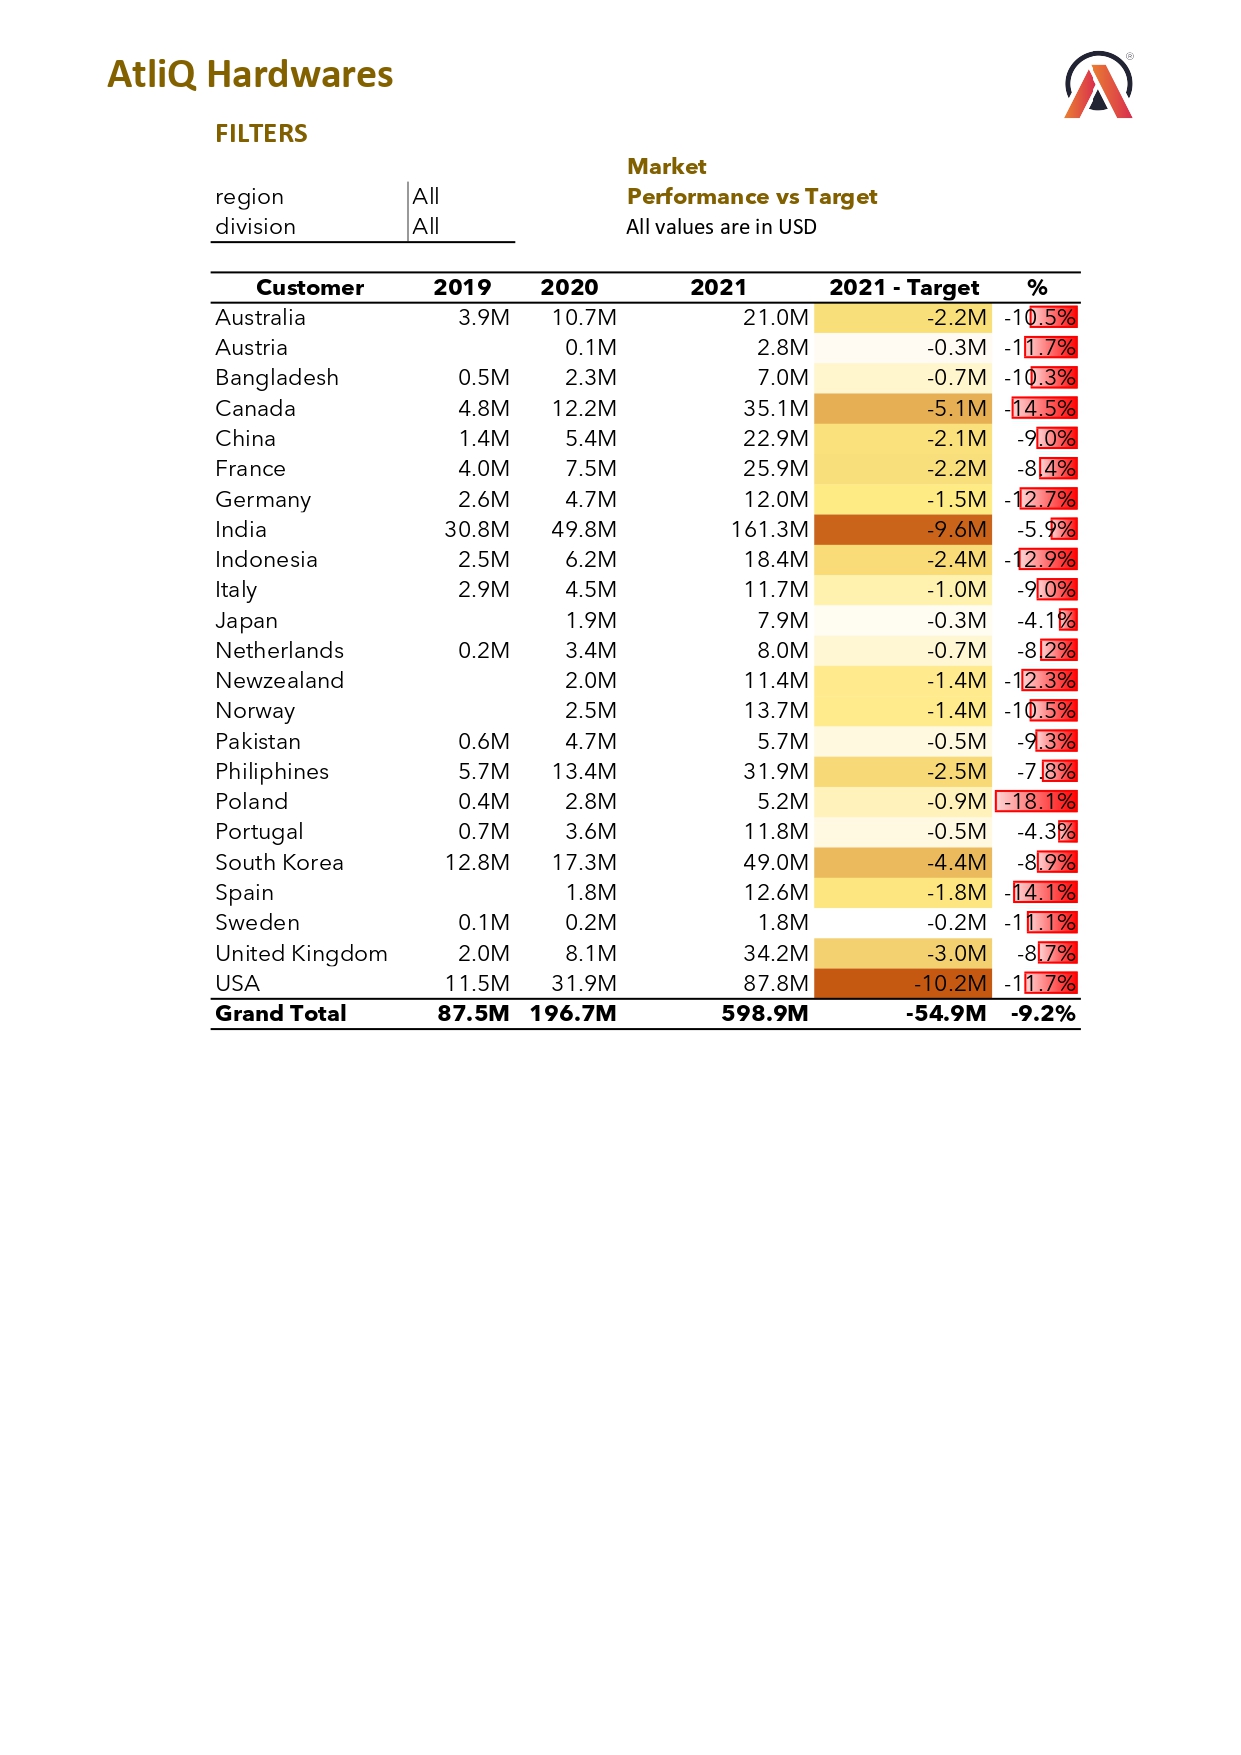 AtliQ Hardwares
®
FILTERS
Market
region All Performance vs Target
division All All values are in USD
Customer 2019 2020 2021 2021 - Target %
Australia 3.9M 10.7M 21.0M -2.2M -10.5%
Austria 0.1M 2.8M -0.3M -11.7%
Bangladesh 0.5M 2.3M 7.0M -0.7M -10.3%
Canada 4.8M 12.2M 35.1M -5.1M -14.5%
China 1.4M 5.4M 22.9M -2.1M -9.0%
France 4.0M 7.5M 25.9M -2.2M -8.4%
Germany 2.6M 4.7M 12.0M -1.5M -12.7%
India 30.8M 49.8M 161.3M -9.6M -5.9%
Indonesia 2.5M 6.2M 18.4M -2.4M -12.9%
Italy 2.9M 4.5M 11.7M -1.0M -9.0%
Japan 1.9M 7.9M -0.3M -4.1%
Netherlands 0.2M 3.4M 8.0M -0.7M -8.2%
Newzealand 2.0M 11.4M -1.4M -12.3%
Norway 2.5M 13.7M -1.4M -10.5%
Pakistan 0.6M 4.7M 5.7M -0.5M -9.3%
Philiphines 5.7M 13.4M 31.9M -2.5M -7.8%
Poland 0.4M 2.8M 5.2M -0.9M -18.1%
Portugal 0.7M 3.6M 11.8M -0.5M -4.3%
South Korea 12.8M 17.3M 49.0M -4.4M -8.9%
Spain 1.8M 12.6M -1.8M -14.1%
Sweden 0.1M 0.2M 1.8M -0.2M -11.1%
United Kingdom 2.0M 8.1M 34.2M -3.0M -8.7%
USA 11.5M 31.9M 87.8M -10.2M -11.7%
Grand Total 87.5M 196.7M 598.9M -54.9M -9.2%